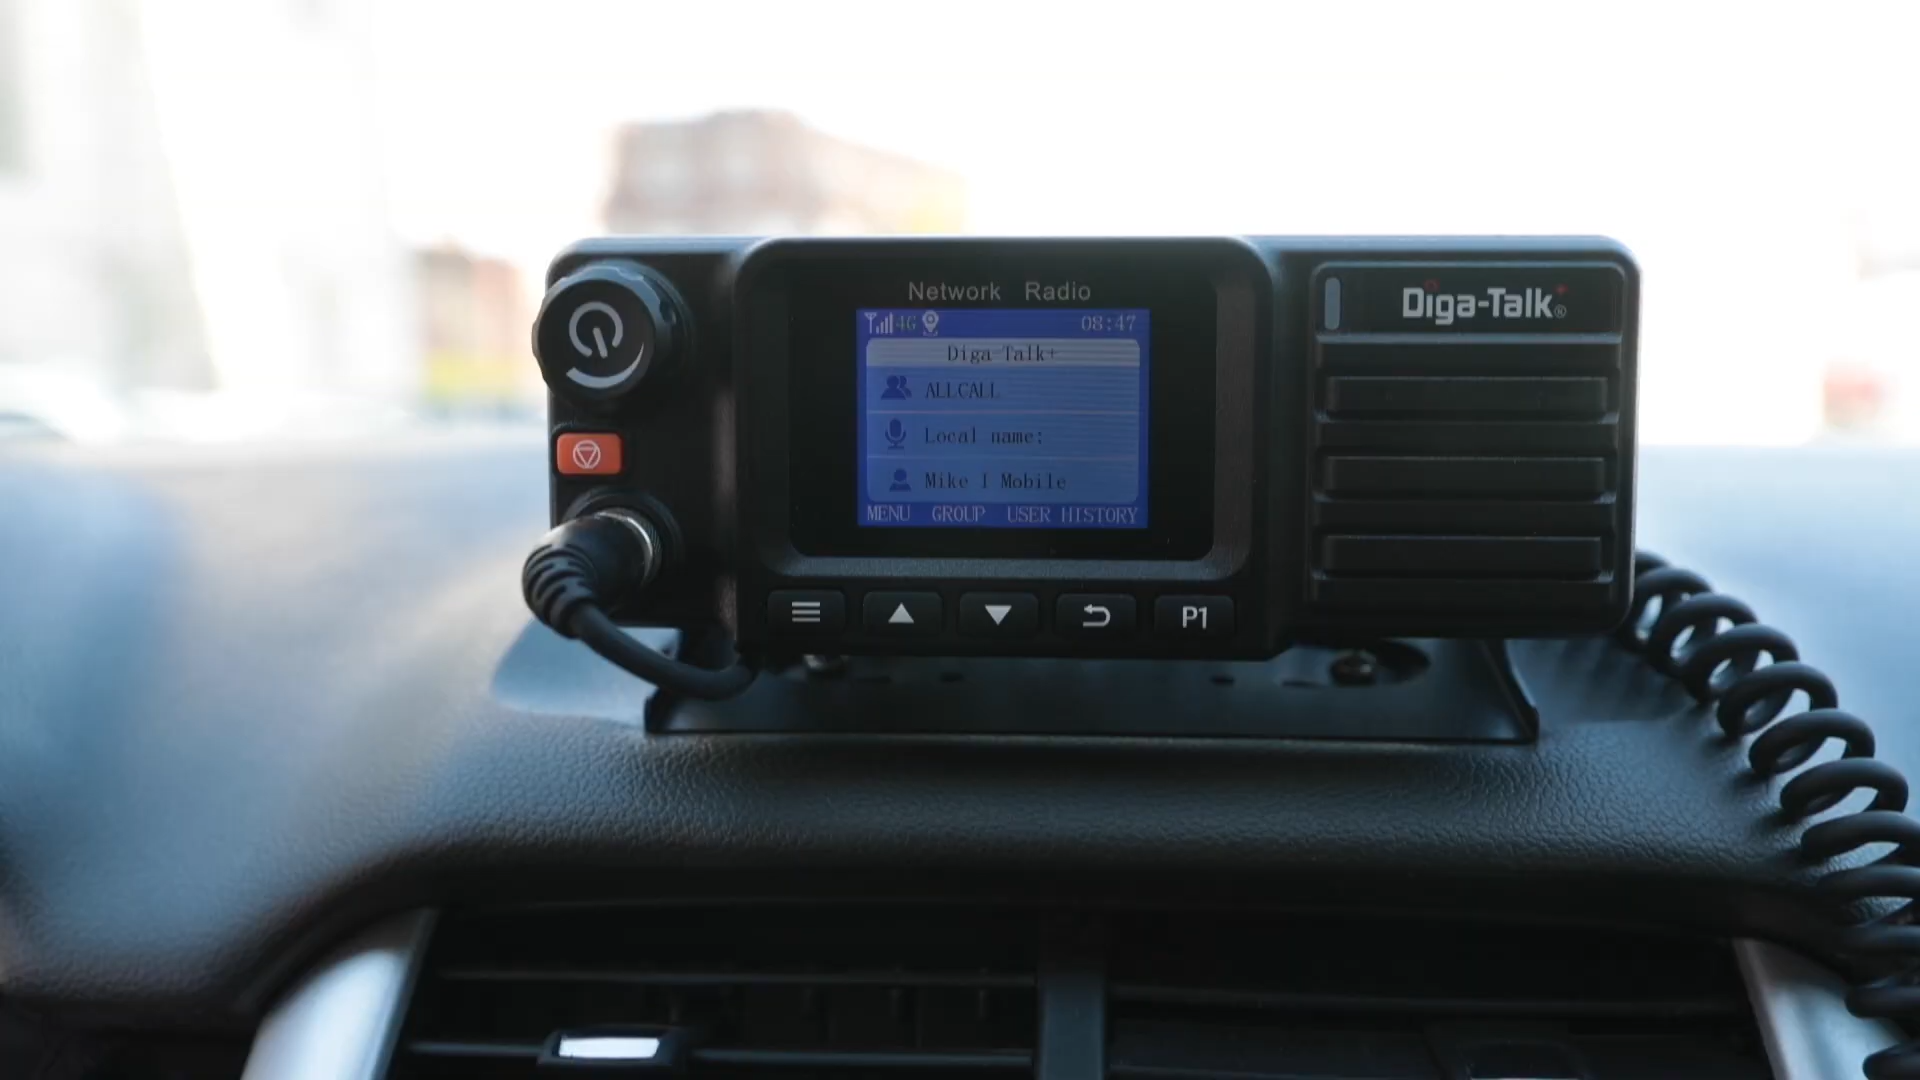 Network Radio
Diga-Talk®
4G 08:47
Diga-Talk+
ALLCALL
Local name:
Mike 1 Mobile
MENU GROUP USER HISTORY
P1